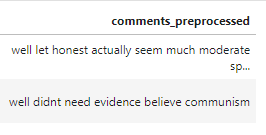 comments_preprocessed
well let honest actually seem much moderate
sp...
well didnt need evidence believe communism